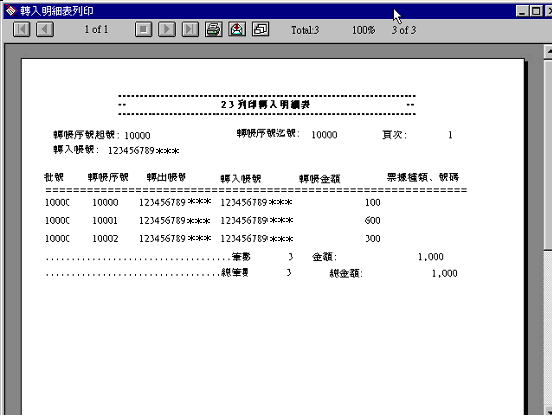 轉入明細表列印
1 of 1 Total:3 100% 3 of 3
-- 23列印轉入明細表 --
轉帳序號起號: 10000 轉帳序號迄號: 10000 頁次: 1
轉入帳號: 123456789***
批號 轉帳序號 轉出帳號 轉入帳號 轉帳金額 票據種類、號碼
10000 10000 123456789*** 123456789*** 100
10000 10001 123456789*** 123456789*** 600
10000 10002 123456789*** 123456789*** 300
...................................筆數 3 金額: 1,000
.................................總筆數 3 總金額: 1,000